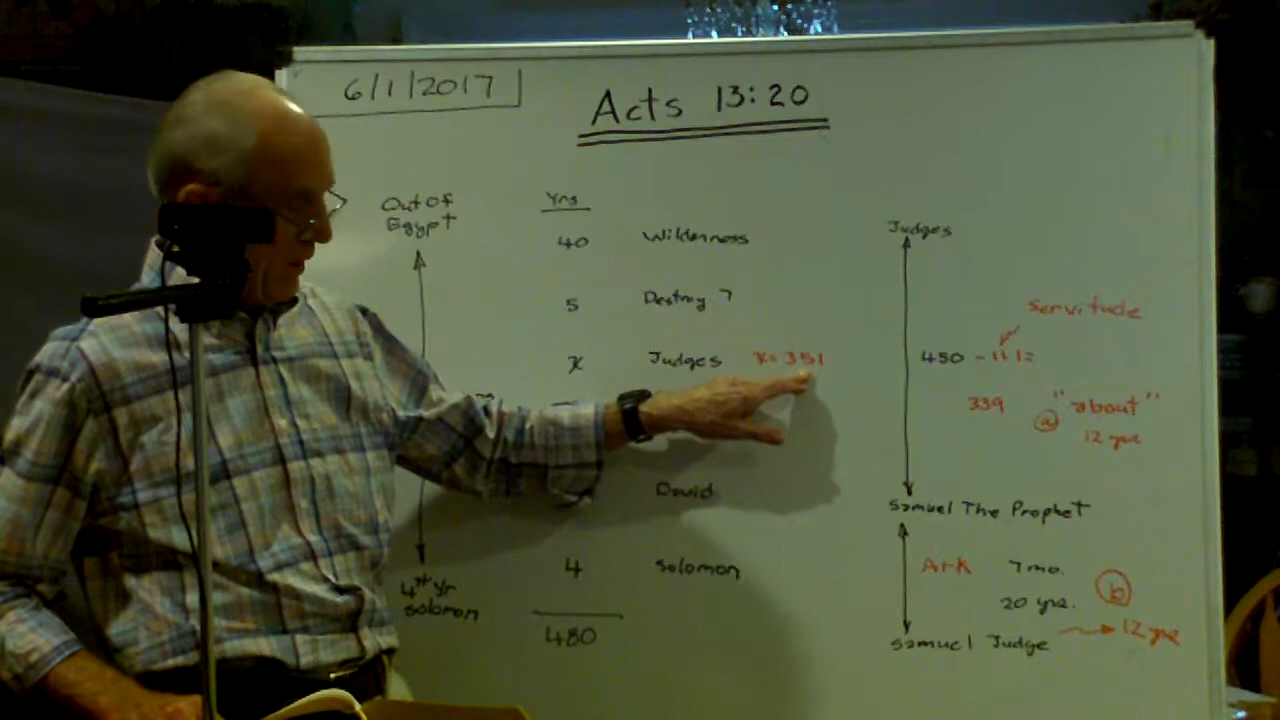 6/1/2017
Acts 13:20
Out Of
Egypt
4st yr
solomon
Yrs
40 Wilderness
5 Destroy 7
x Judges x=351
David
4 Solomon
480
Judges
servitude
450 - 111=
339 "about"
a 12 yrs
Samuel The Prophet
Ark 7 mo.
20 yrs. b
Samuel Judge → 12 yrs